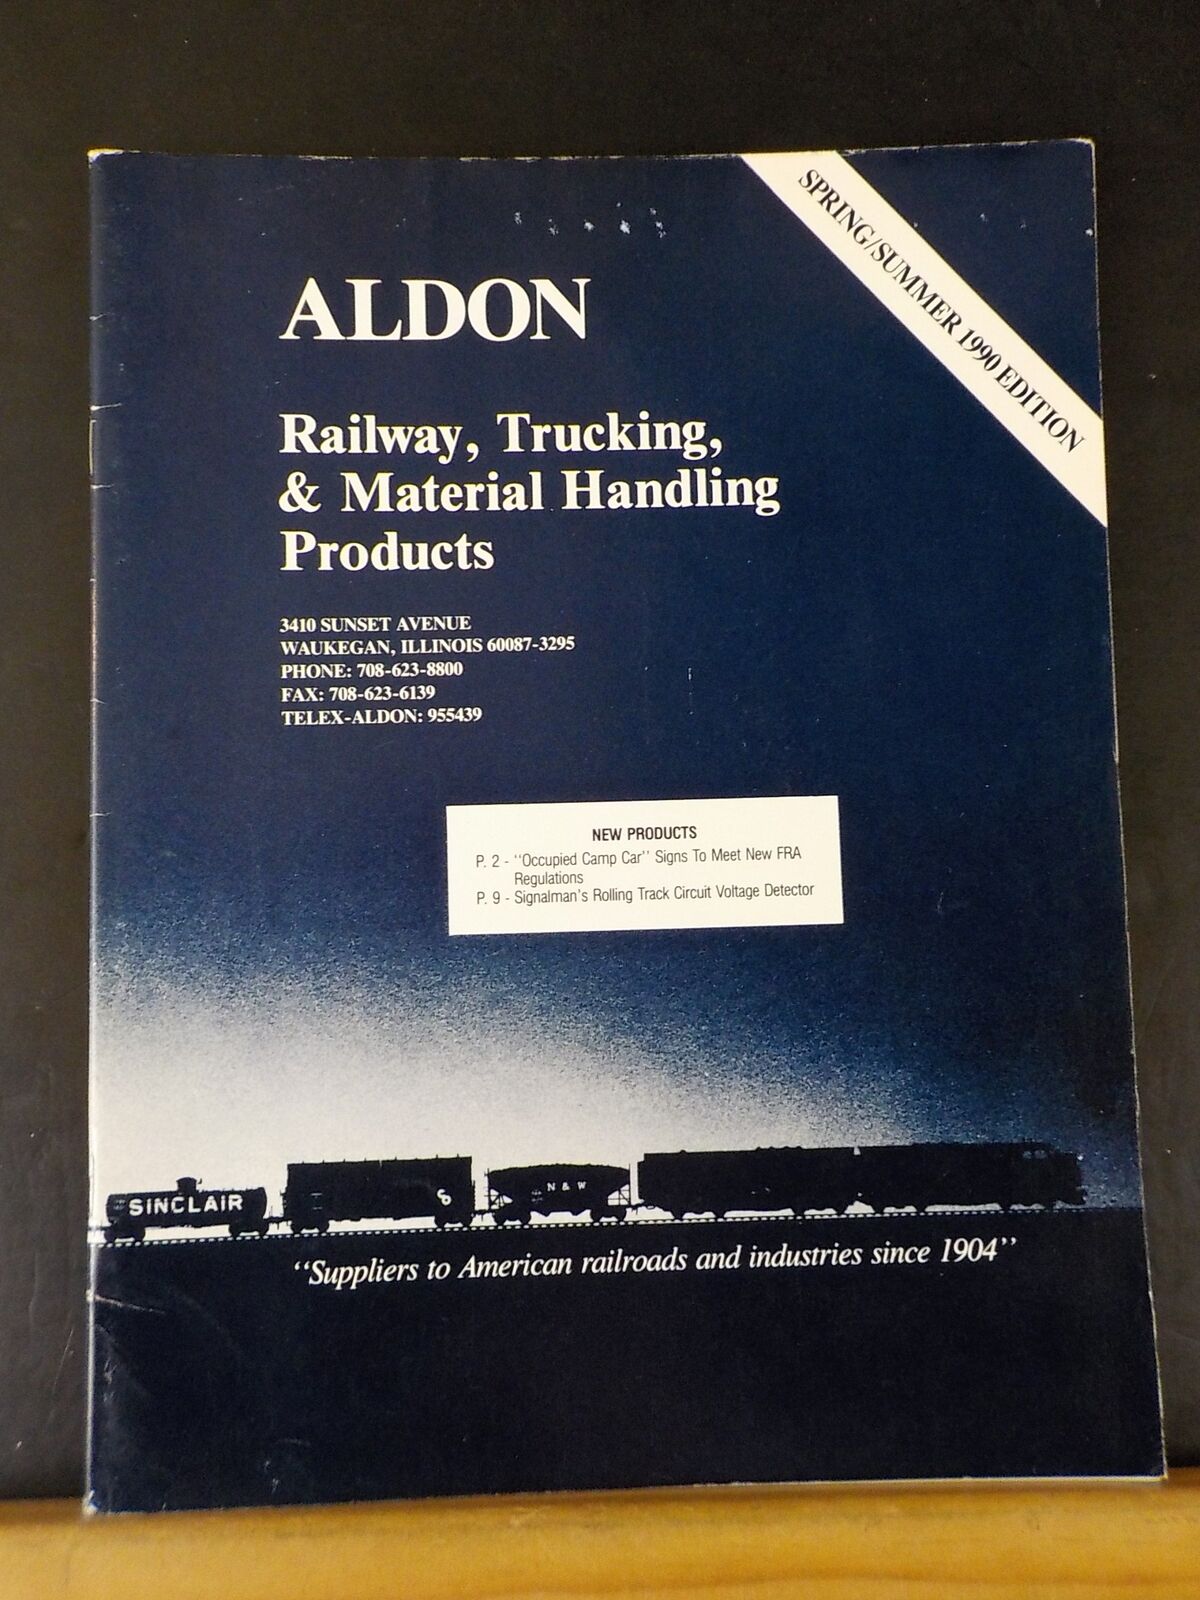 SPRING/SUMMER 1990 EDITION
ALDON
Railway, Trucking,
& Material Handling
Products
3410 SUNSET AVENUE
WAUKEGAN, ILLINOIS 60087-3295
PHONE: 708-623-8800
FAX: 708-623-6139
TELEX-ALDON: 955439
NEW PRODUCTS
P. 2 - "Occupied Camp Car" Signs To Meet New FRA
Regulations
P. 9 - Signalman's Rolling Track Circuit Voltage Detector
SINCLAIR
N & W
"Suppliers to American railroads and industries since 1904"